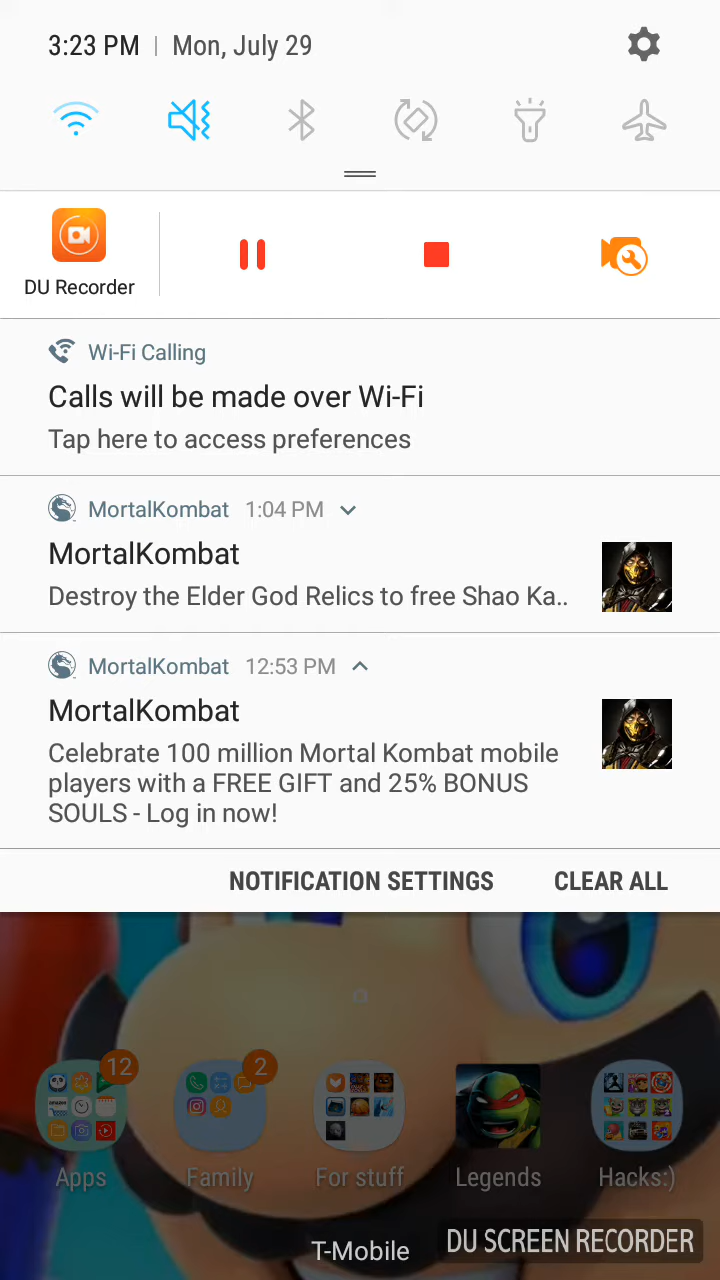 3:23 PM | Mon, July 29
DU Recorder
Wi-Fi Calling
Calls will be made over Wi-Fi
Tap here to access preferences
MortalKombat 1:04 PM
MortalKombat
Destroy the Elder God Relics to free Shao Ka..
MortalKombat 12:53 PM
MortalKombat
Celebrate 100 million Mortal Kombat mobile
players with a FREE GIFT and 25% BONUS
SOULS - Log in now!
NOTIFICATION SETTINGS CLEAR ALL
12 2
Apps Family For stuff Legends Hacks:)
T-Mobile
DU SCREEN RECORDER